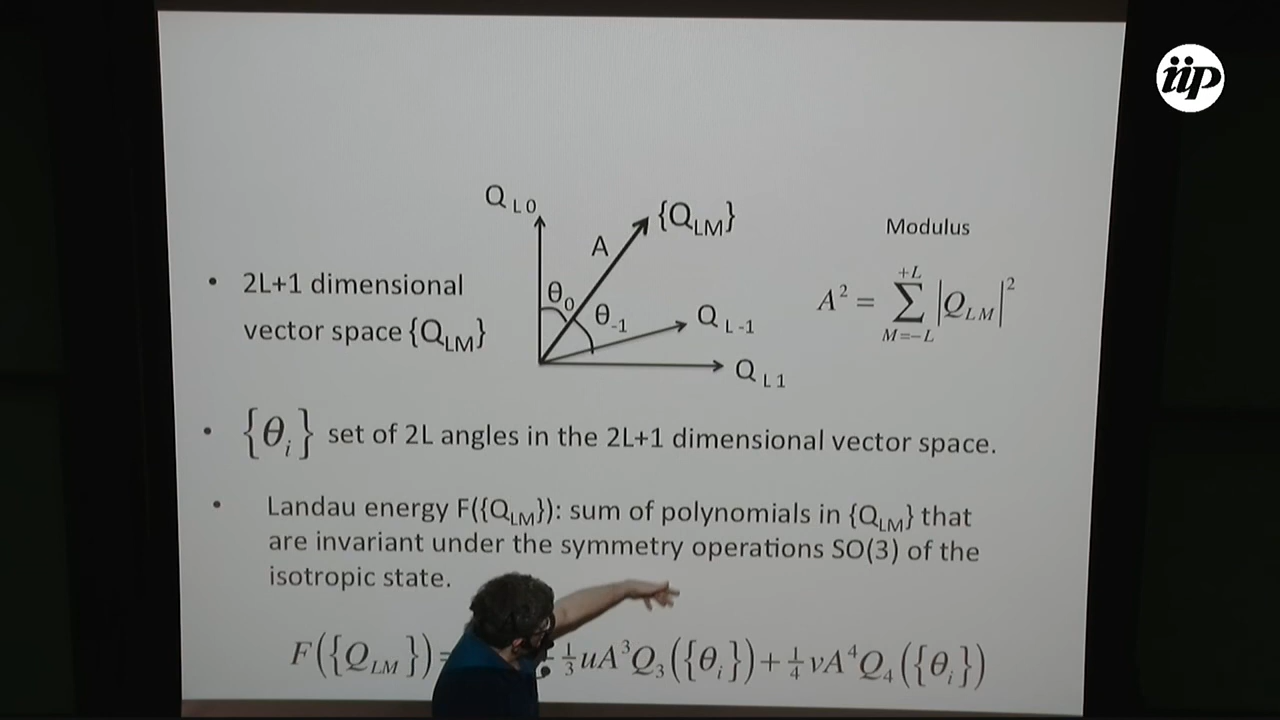 iip
Q L0
{Q_LM}
A
θ_0
θ_-1
Q L-1
Q L1
Modulus
A² = Σ_{M=-L}^{+L} |Q_LM|²
• 2L+1 dimensional
vector space {Q_LM}
• {θ_i} set of 2L angles in the 2L+1 dimensional vector space.
• Landau energy F({Q_LM}): sum of polynomials in {Q_LM} that
are invariant under the symmetry operations SO(3) of the
isotropic state.
F({Q_LM}) = ⅓uA³Q₃({θ_i}) + ¼vA⁴Q₄({θ_i})